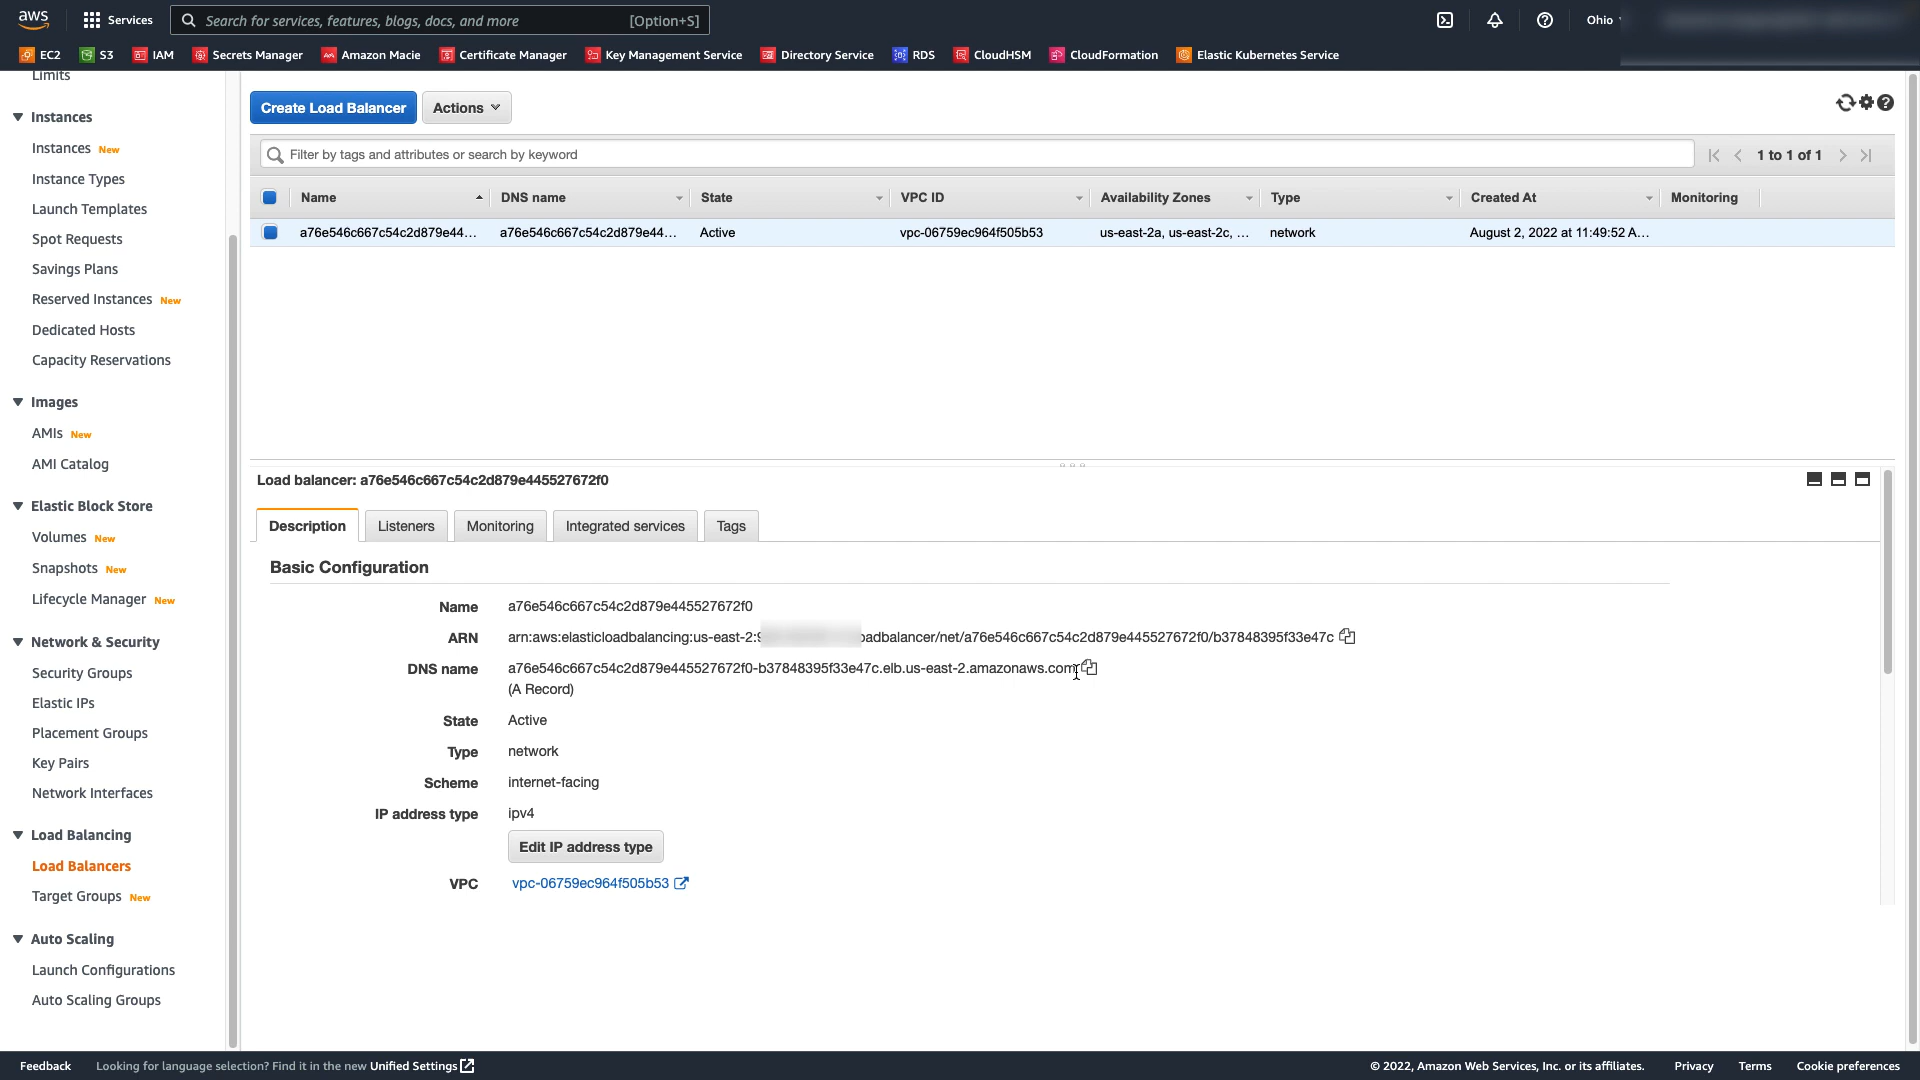 aws Services Search for services, features, blogs, docs, and more [Option+S] Ohio
EC2 S3 IAM Secrets Manager Amazon Macie Certificate Manager Key Management Service Directory Service RDS CloudHSM CloudFormation Elastic Kubernetes Service
Limits
Instances
Instances New
Instance Types
Launch Templates
Spot Requests
Savings Plans
Reserved Instances New
Dedicated Hosts
Capacity Reservations
Images
AMIs New
AMI Catalog
Elastic Block Store
Volumes New
Snapshots New
Lifecycle Manager New
Network & Security
Security Groups
Elastic IPs
Placement Groups
Key Pairs
Network Interfaces
Load Balancing
Load Balancers
Target Groups New
Auto Scaling
Launch Configurations
Auto Scaling Groups
Create Load Balancer Actions
Filter by tags and attributes or search by keyword 1 to 1 of 1
Name DNS name State VPC ID Availability Zones Type Created At Monitoring
a76e546c667c54c2d879e44... a76e546c667c54c2d879e44... Active vpc-06759ec964f505b53 us-east-2a, us-east-2c, ... network August 2, 2022 at 11:49:52 A...
Load balancer: a76e546c667c54c2d879e445527672f0
Description Listeners Monitoring Integrated services Tags
Basic Configuration
Name a76e546c667c54c2d879e445527672f0
ARN arn:aws:elasticloadbalancing:us-east-2:9 oadbalancer/net/a76e546c667c54c2d879e445527672f0/b37848395f33e47c
DNS name a76e546c667c54c2d879e445527672f0-b37848395f33e47c.elb.us-east-2.amazonaws.com
(A Record)
State Active
Type network
Scheme internet-facing
IP address type ipv4
Edit IP address type
VPC vpc-06759ec964f505b53
Feedback Looking for language selection? Find it in the new Unified Settings © 2022, Amazon Web Services, Inc. or its affiliates. Privacy Terms Cookie preferences